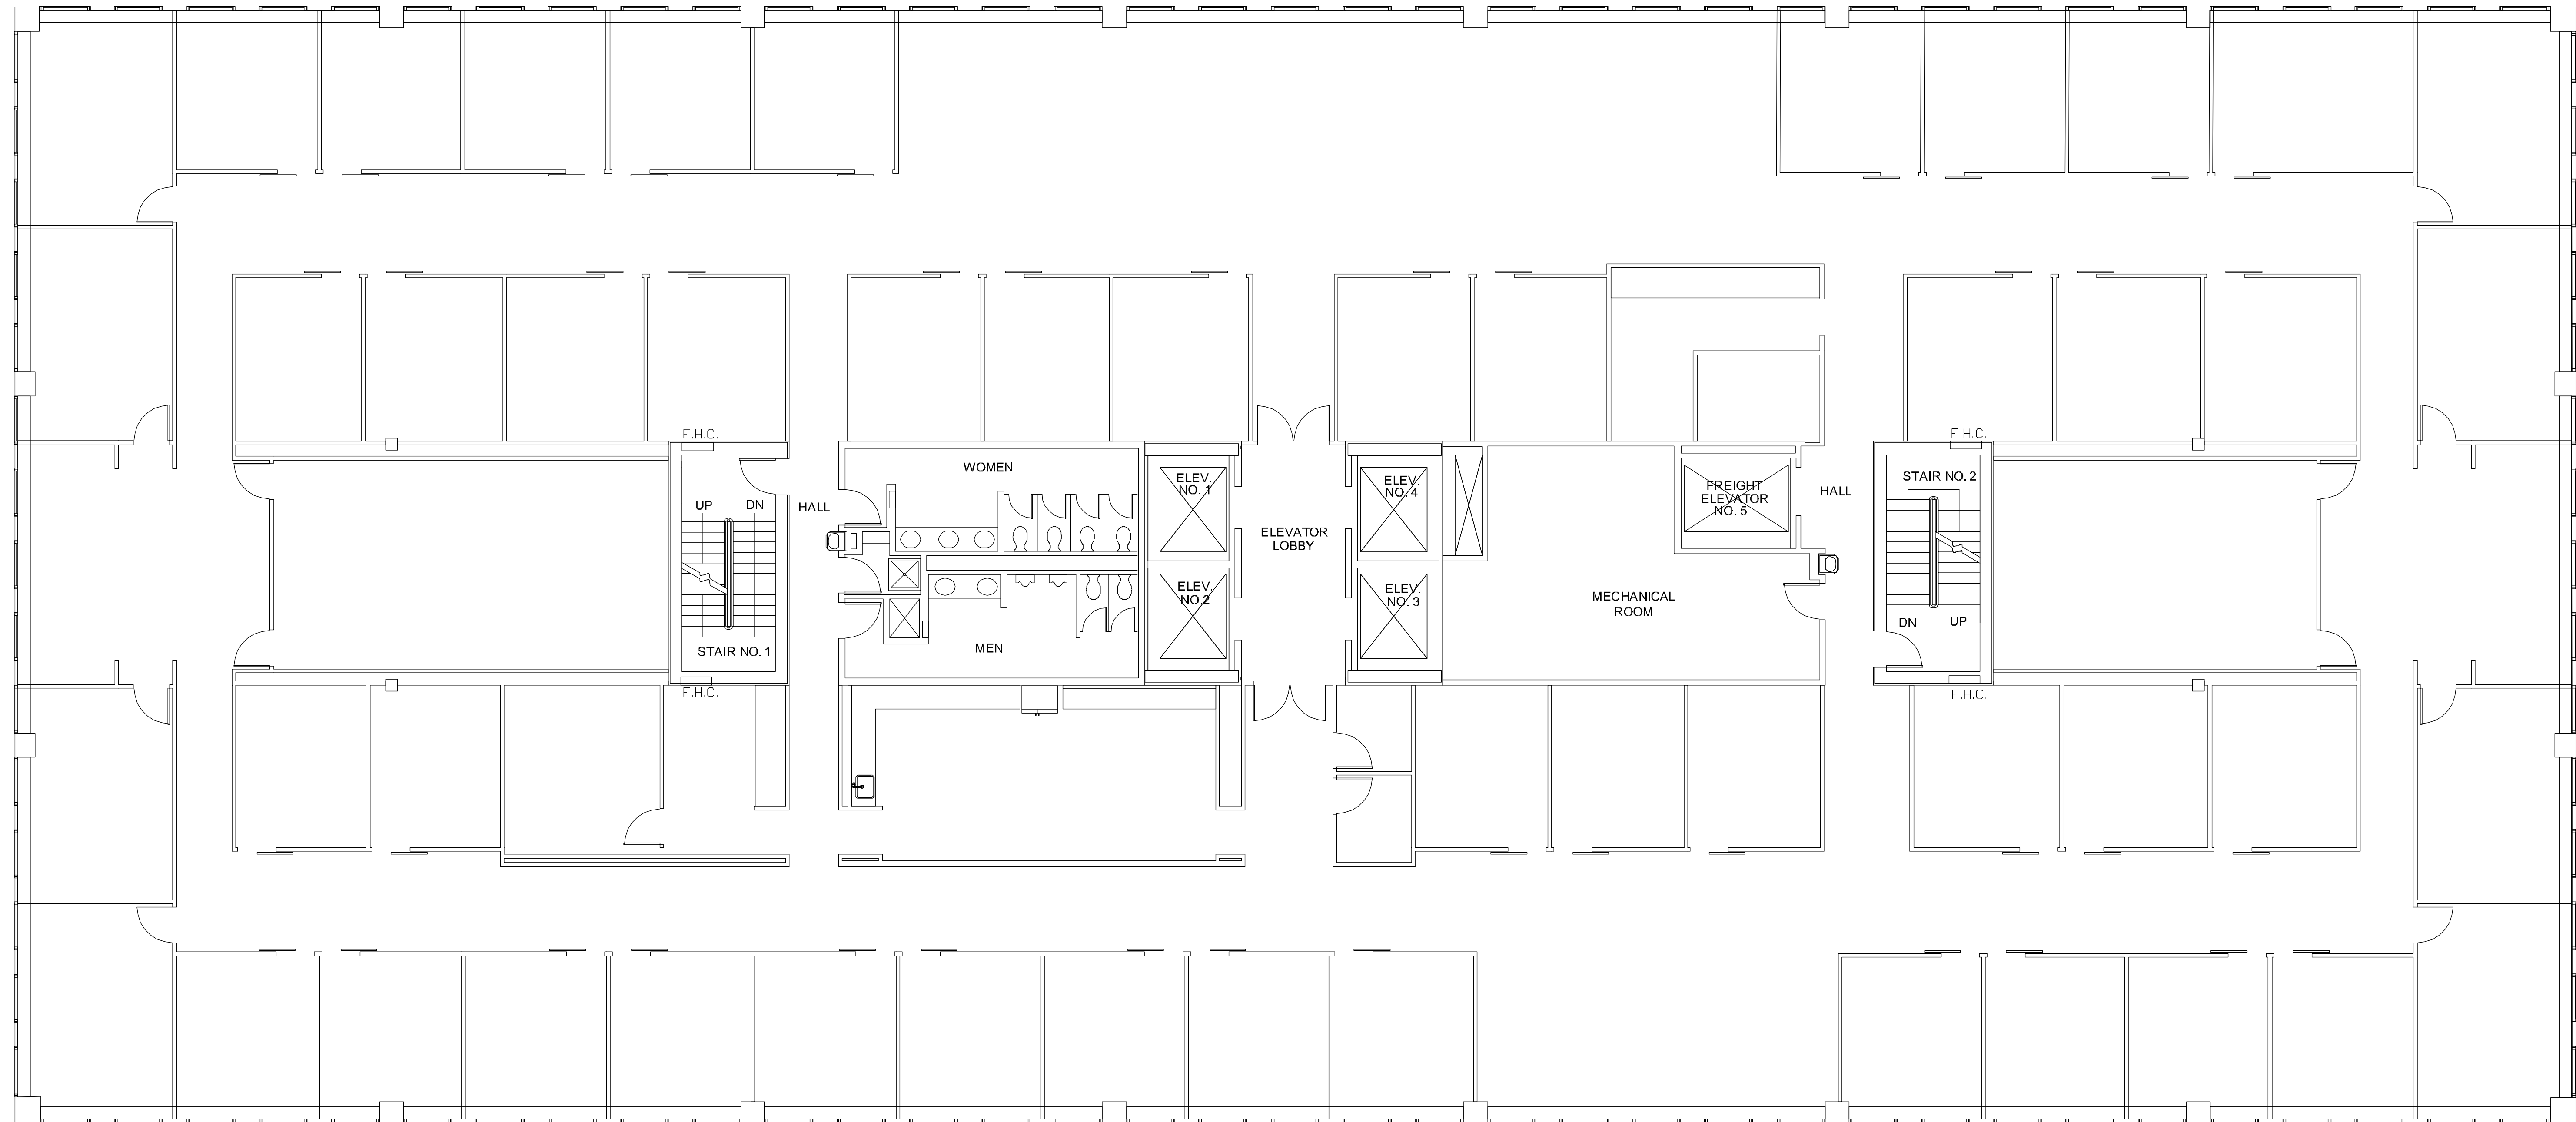 F.H.C.
F.H.C.
WOMEN
ELEV.
NO. 1
ELEV.
NO. 4
FREIGHT
ELEVATOR
NO. 5
HALL
STAIR NO. 2
UP
DN
HALL
ELEVATOR
LOBBY
ELEV.
NO.2
ELEV.
NO. 3
MECHANICAL
ROOM
DN
UP
STAIR NO. 1
MEN
F.H.C.
F.H.C.